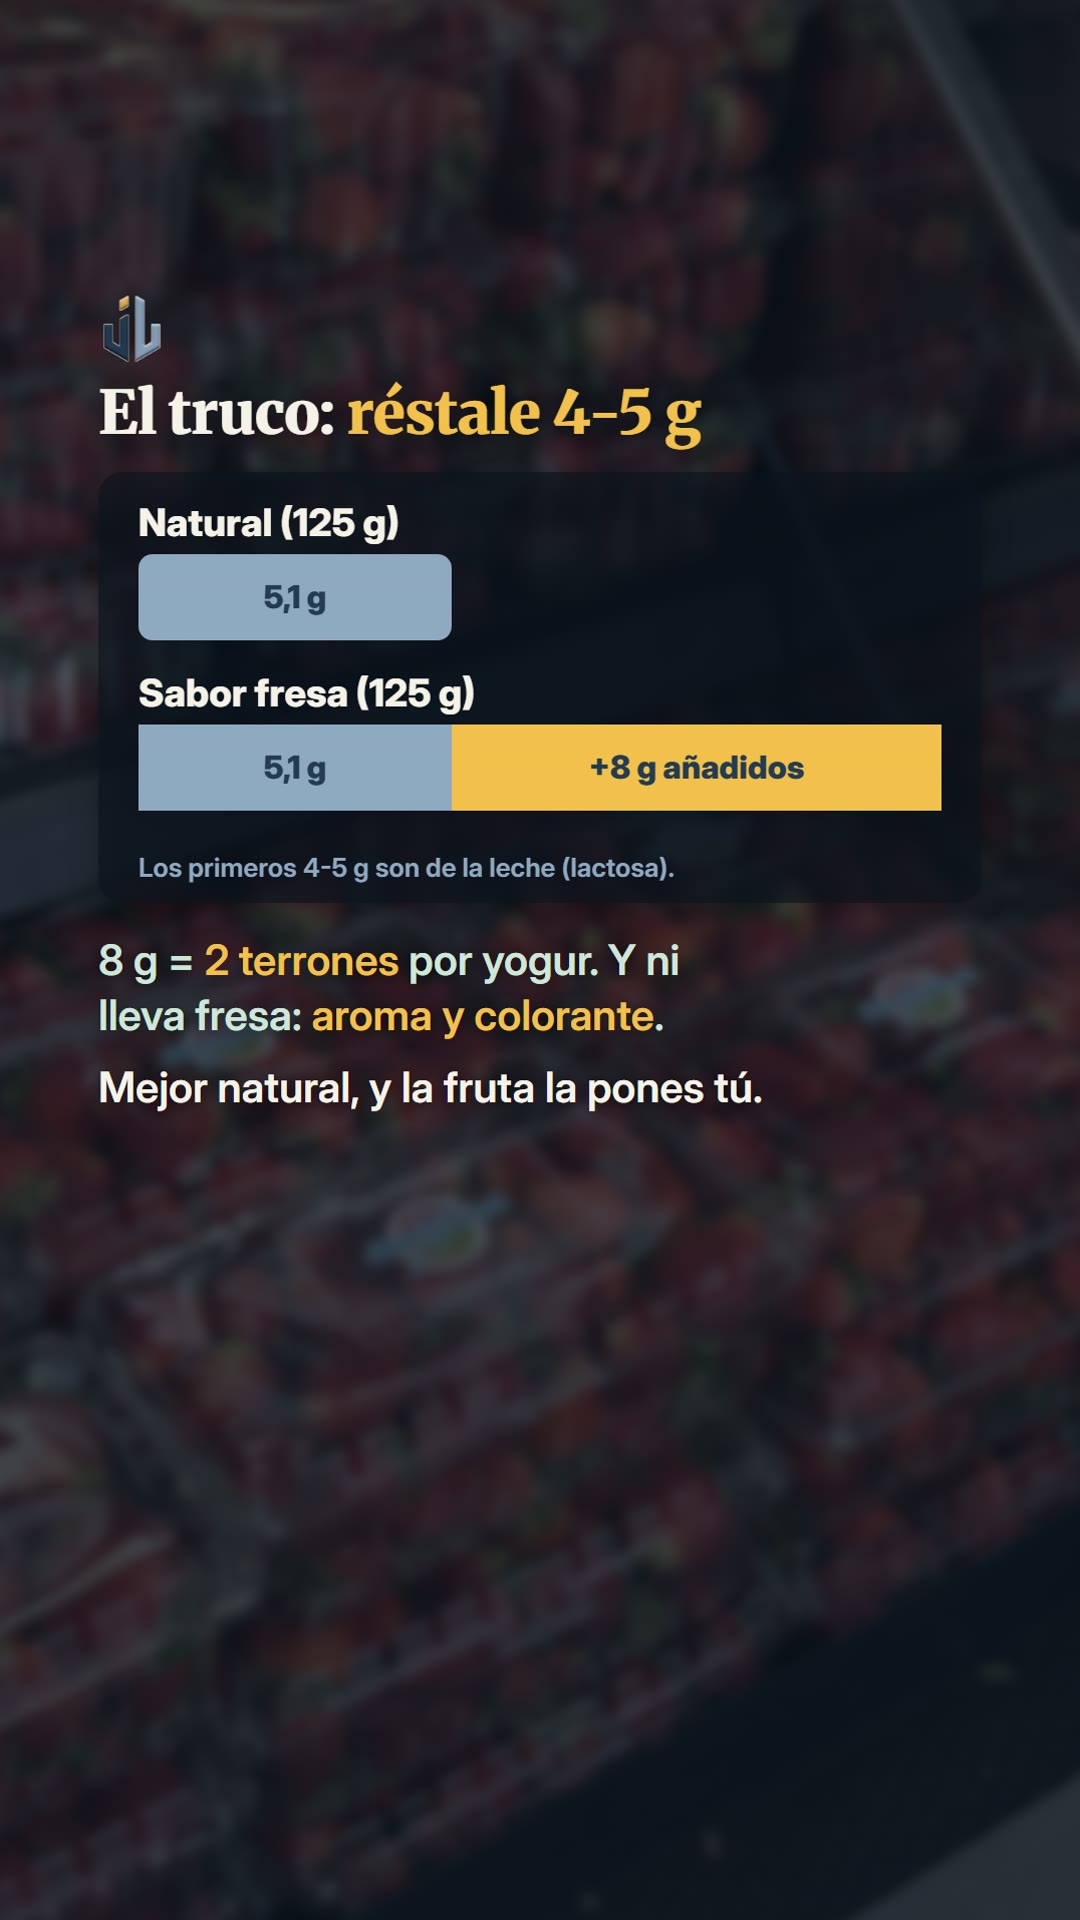 El truco: réstale 4-5 g
Natural (125 g)
5,1 g
Sabor fresa (125 g)
5,1 g
+8 g añadidos
Los primeros 4-5 g son de la leche (lactosa).
8 g = 2 terrones por yogur. Y ni
lleva fresa: aroma y colorante.
Mejor natural, y la fruta la pones tú.